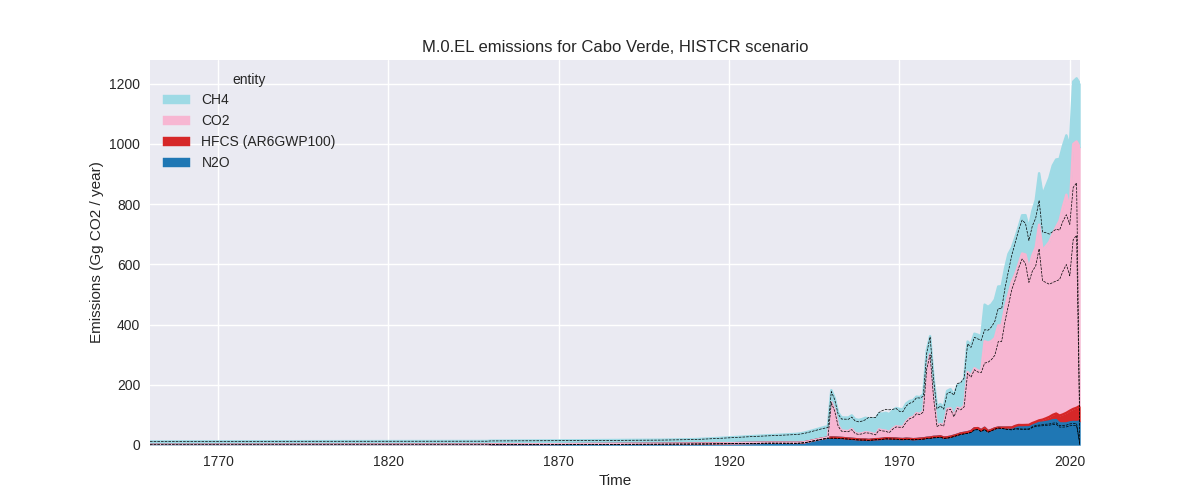 M.0.EL emissions for Cabo Verde, HISTCR scenario
Emissions (Gg CO2 / year)
1200
1000
800
600
400
200
0
entity
CH4
CO2
HFCS (AR6GWP100)
N2O
1770
1820
1870
1920
1970
2020
Time